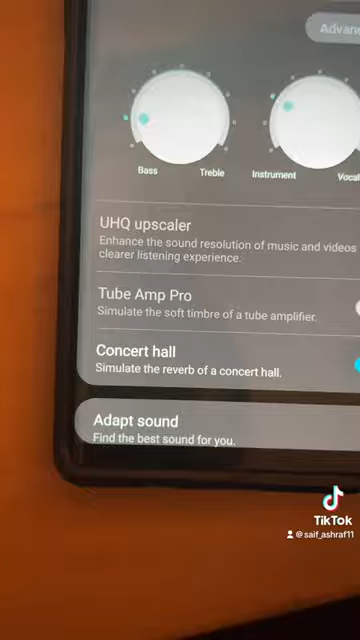 Advan
Bass Treble Instrument Vocal
UHQ upscaler
Enhance the sound resolution of music and videos
clearer listening experience.
Tube Amp Pro
Simulate the soft timbre of a tube amplifier.
Concert hall
Simulate the reverb of a concert hall.
Adapt sound
Find the best sound for you.
TikTok
@saif_ashraf11